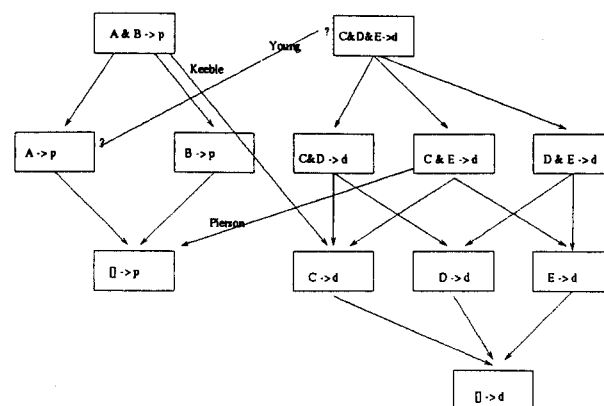 A & B -> p
? C&D&E->d
Young
Keeble
A -> p ?
B -> p
C&D -> d
C & E -> d
D & E -> d
Pierson
[] -> p
C -> d
D -> d
E -> d
[] -> d